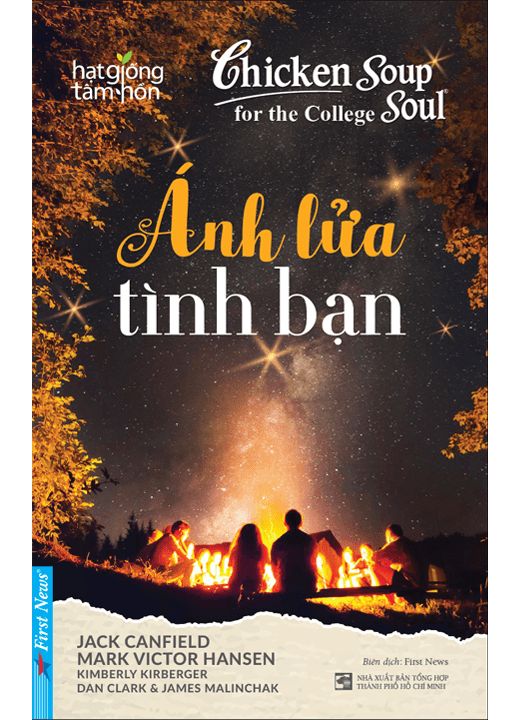 hạt giống
tâm hồn
Chicken Soup
for the College Soul®
Ánh lửa
tình bạn
First News
JACK CANFIELD
MARK VICTOR HANSEN
KIMBERLY KIRBERGER
DAN CLARK & JAMES MALINCHAK
Biên dịch: First News
NHÀ XUẤT BẢN TỔNG HỢP
THÀNH PHỐ HỒ CHÍ MINH